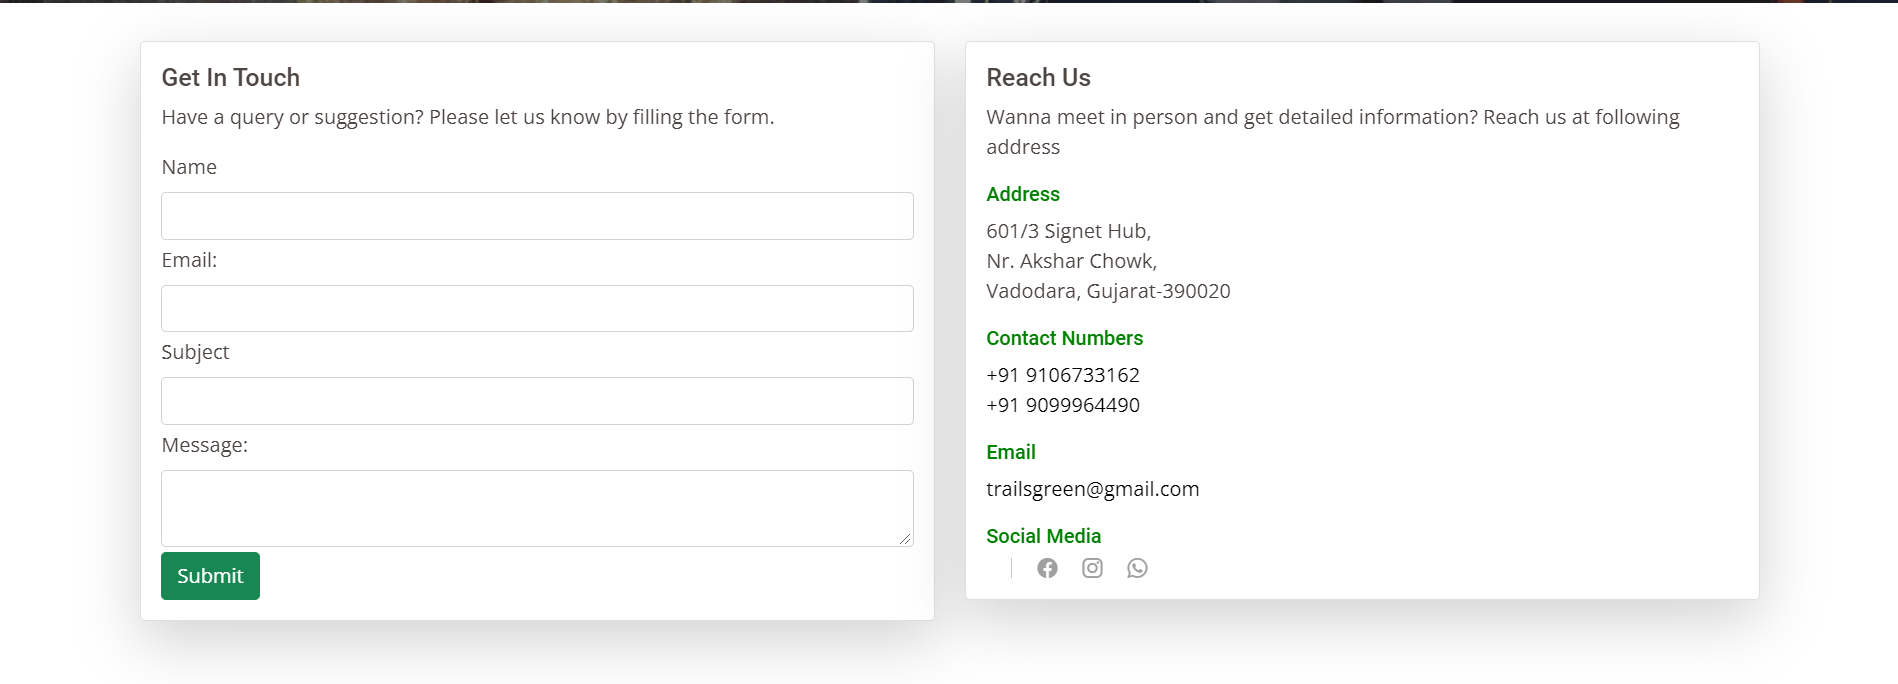 Get In Touch
Have a query or suggestion? Please let us know by filling the form.
Name
Email:
Subject
Message:
Submit
Reach Us
Wanna meet in person and get detailed information? Reach us at following
address
Address
601/3 Signet Hub,
Nr. Akshar Chowk,
Vadodara, Gujarat-390020
Contact Numbers
+91 9106733162
+91 9099964490
Email
trailsgreen@gmail.com
Social Media